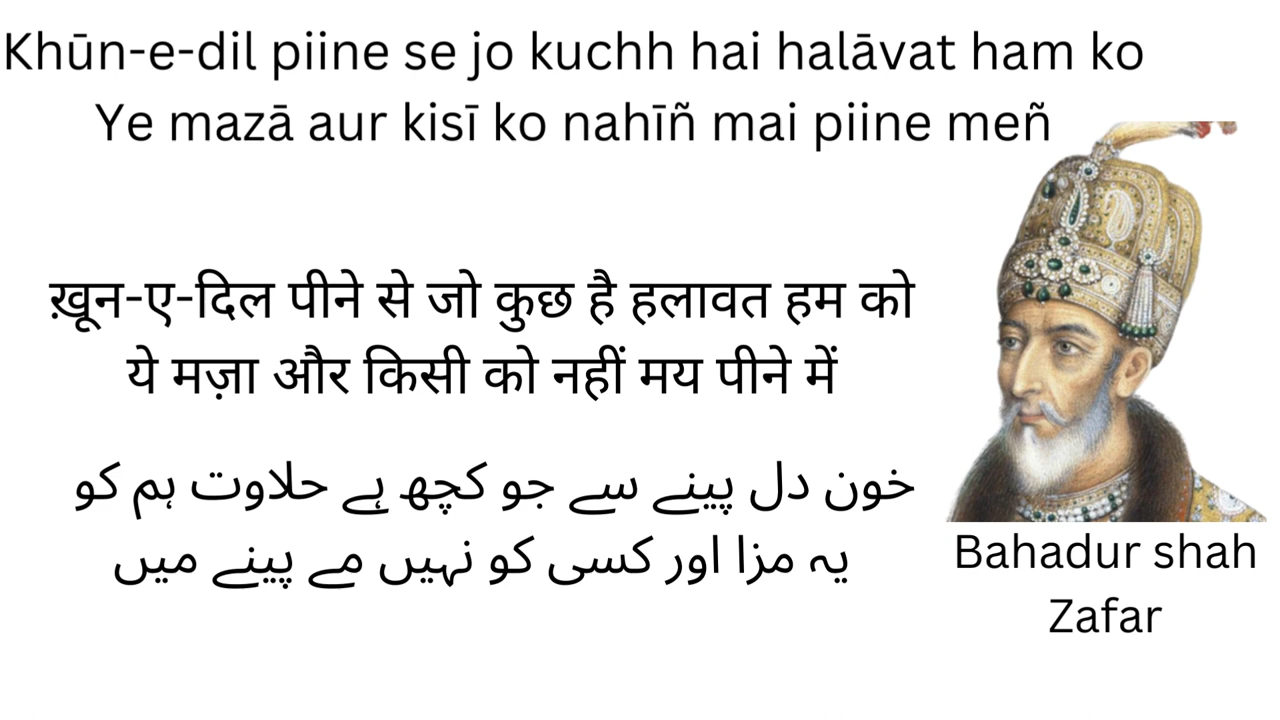 Khūn-e-dil piine se jo kuchh hai halāvat ham ko
Ye mazā aur kisī ko nahīñ mai piine meñ
ख़ून-ए-दिल पीने से जो कुछ है हलावत हम को
ये मज़ा और किसी को नहीं मय पीने में
خون دل پینے سے جو کچھ ہے حلاوت ہم کو
یہ مزا اور کسی کو نہیں مے پینے میں
Bahadur shah
Zafar